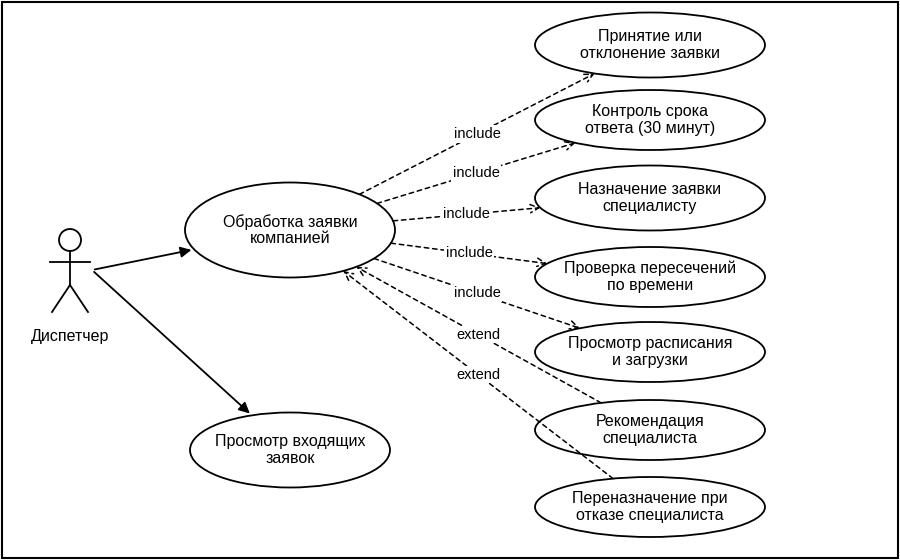 Принятие или
отклонение заявки
include
Контроль срока
ответа (30 минут)
include
Назначение заявки
специалисту
include
Обработка заявки
компанией
include
Проверка пересечений
по времени
include
Диспетчер
Просмотр расписания
и загрузки
extend
extend
Рекомендация
специалиста
Просмотр входящих
заявок
Переназначение при
отказе специалиста